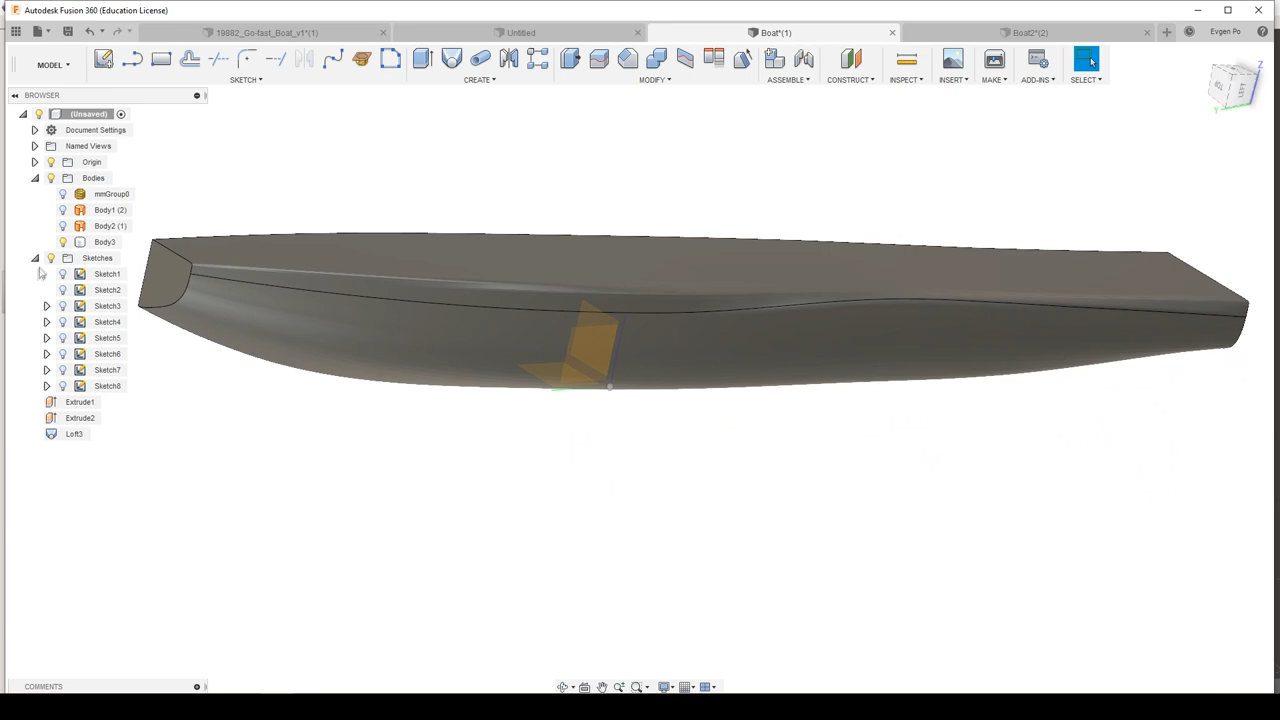 Autodesk Fusion 360 (Education License)
19882_Go-fast_Boat_v1*(1)
Untitled
Boat*(1)
Boat2*(2)
Evgen Po
MODEL
SKETCH
CREATE
MODIFY
ASSEMBLE
CONSTRUCT
INSPECT
INSERT
MAKE
ADD-INS
SELECT
BROWSER
(Unsaved)
Document Settings
Named Views
Origin
Bodies
mmGroup0
Body1 (2)
Body2 (1)
Body3
Sketches
Sketch1
Sketch2
Sketch3
Sketch4
Sketch5
Sketch6
Sketch7
Sketch8
Extrude1
Extrude2
Loft3
Z
LEFT
Y
COMMENTS